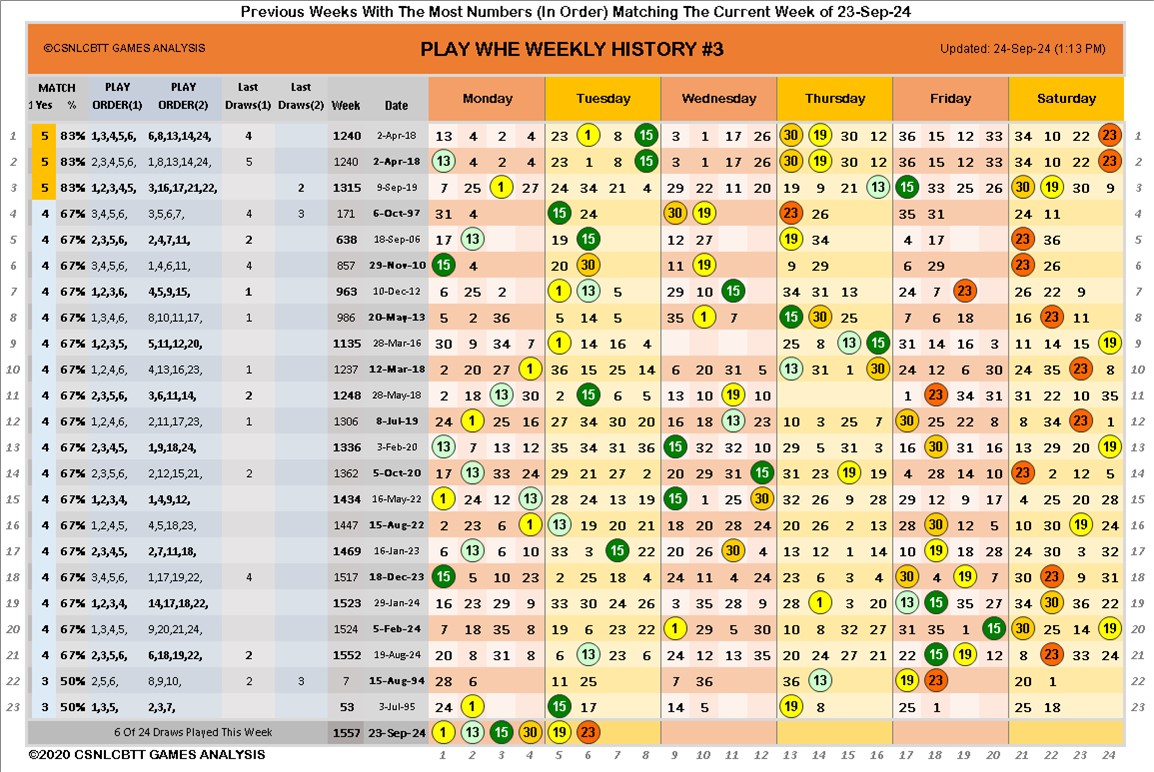 Previous Weeks With The Most Numbers (In Order) Matching The Current Week of 23-Sep-24
©CSNLCBTT GAMES ANALYSIS PLAY WHE WEEKLY HISTORY #3 Updated: 24-Sep-24 (1:13 PM)
MATCH PLAY PLAY Last Last
1 Yes % ORDER(1) ORDER(2) Draws(1) Draws(2) Week Date Monday Tuesday Wednesday Thursday Friday Saturday
1 5 83% 1,3,4,5,6, 6,8,13,14,24, 4 1240 2-Apr-18 13 4 2 4 23 1 8 15 3 1 17 26 30 19 30 12 36 15 12 33 34 10 22 23 1
2 5 83% 2,3,4,5,6, 1,8,13,14,24, 5 1240 2-Apr-18 13 4 2 4 23 1 8 15 3 1 17 26 30 19 30 12 36 15 12 33 34 10 22 23 2
3 5 83% 1,2,3,4,5, 3,16,17,21,22, 2 1315 9-Sep-19 7 25 1 27 24 34 21 4 29 22 11 20 19 9 21 13 17 33 25 26 30 19 30 9 3
4 4 67% 3,4,5,6, 3,5,6,7, 4 3 171 6-Oct-97 31 4 15 24 30 19 23 26 35 31 24 11 4
5 4 67% 2,3,5,6, 2,4,7,11, 2 638 18-Sep-06 17 13 19 15 12 27 19 34 4 17 23 36 5
6 4 67% 3,4,5,6, 1,4,6,11, 4 857 29-Nov-10 15 4 20 30 11 19 9 29 6 29 23 26 6
7 4 67% 1,2,3,6, 4,5,9,15, 1 963 10-Dec-12 6 25 2 1 13 5 29 10 15 34 31 13 24 7 23 26 22 9 7
8 4 67% 1,3,4,6, 8,10,11,17, 1 986 20-May-13 5 2 36 5 14 5 35 1 7 15 30 25 7 6 18 16 23 11 8
9 4 67% 1,2,3,5, 5,11,12,20, 1135 28-Mar-16 30 9 34 7 1 14 16 4 25 8 13 15 31 14 16 3 11 14 15 19 9
10 4 67% 1,2,4,6, 4,13,16,23, 1 1237 12-Mar-18 2 20 27 1 36 15 25 14 6 20 31 5 13 31 1 30 24 12 6 30 24 35 23 8 10
11 4 67% 2,3,5,6, 3,6,11,14, 2 1248 28-May-18 2 18 13 30 2 15 6 5 13 10 19 10 1 23 34 31 31 22 10 35 11
12 4 67% 1,2,4,6, 2,11,17,23, 1 1306 8-Jul-19 24 1 25 16 27 34 30 20 16 18 13 23 10 3 25 7 30 25 22 8 8 34 23 1 12
13 4 67% 2,3,4,5, 1,9,18,24, 1336 3-Feb-20 13 7 13 12 35 34 31 36 15 32 32 10 29 5 31 3 16 30 31 4 13 29 20 19 13
14 4 67% 2,3,5,6, 2,12,15,21, 2 1362 5-Oct-20 17 13 33 24 29 21 27 2 20 29 31 15 31 23 19 19 4 28 14 10 23 2 12 5 14
15 4 67% 1,2,3,4, 1,4,9,12, 1434 16-May-22 1 24 12 13 28 24 13 19 15 1 25 30 32 26 9 28 29 12 9 17 4 25 20 28 15
16 4 67% 1,2,4,5, 4,5,18,23, 1447 15-Aug-22 2 23 6 1 13 19 20 21 18 20 28 24 20 26 2 13 28 30 12 5 10 30 19 24 16
17 4 67% 2,3,4,5, 2,7,11,18, 1469 16-Jan-23 6 13 6 10 33 3 15 22 20 26 30 4 13 12 1 14 10 19 18 28 24 30 3 32 17
18 4 67% 3,4,5,6, 1,17,19,22, 4 1517 18-Dec-23 15 5 10 23 2 25 18 4 24 11 4 24 23 6 3 4 30 4 19 7 30 23 9 31 18
19 4 67% 1,2,3,4, 14,17,18,22, 1523 29-Jan-24 16 23 29 9 33 30 24 26 3 35 28 9 28 1 3 20 13 15 35 27 34 30 36 22 19
20 4 67% 1,3,4,5, 9,20,21,24, 1524 5-Feb-24 7 18 35 8 19 6 23 22 1 29 5 30 10 8 32 27 31 35 1 15 30 25 14 19 20
21 4 67% 2,3,5,6, 6,18,19,22, 2 1552 19-Aug-24 20 8 31 8 6 13 23 6 24 12 13 35 20 24 27 21 22 15 19 12 8 23 33 24 21
22 3 50% 2,5,6, 8,9,10, 2 3 7 15-Aug-94 28 6 11 25 7 36 36 13 19 23 20 1 22
23 3 50% 1,3,5, 2,3,7, 53 3-Jul-95 24 1 15 17 14 5 19 8 25 1 25 18 23
6 Of 24 Draws Played This Week 1557 23-Sep-24 1 13 15 30 19 23
©2020 CSNLCBTT GAMES ANALYSIS 1 2 3 4 5 6 7 8 9 10 11 12 13 14 15 16 17 18 19 20 21 22 23 24